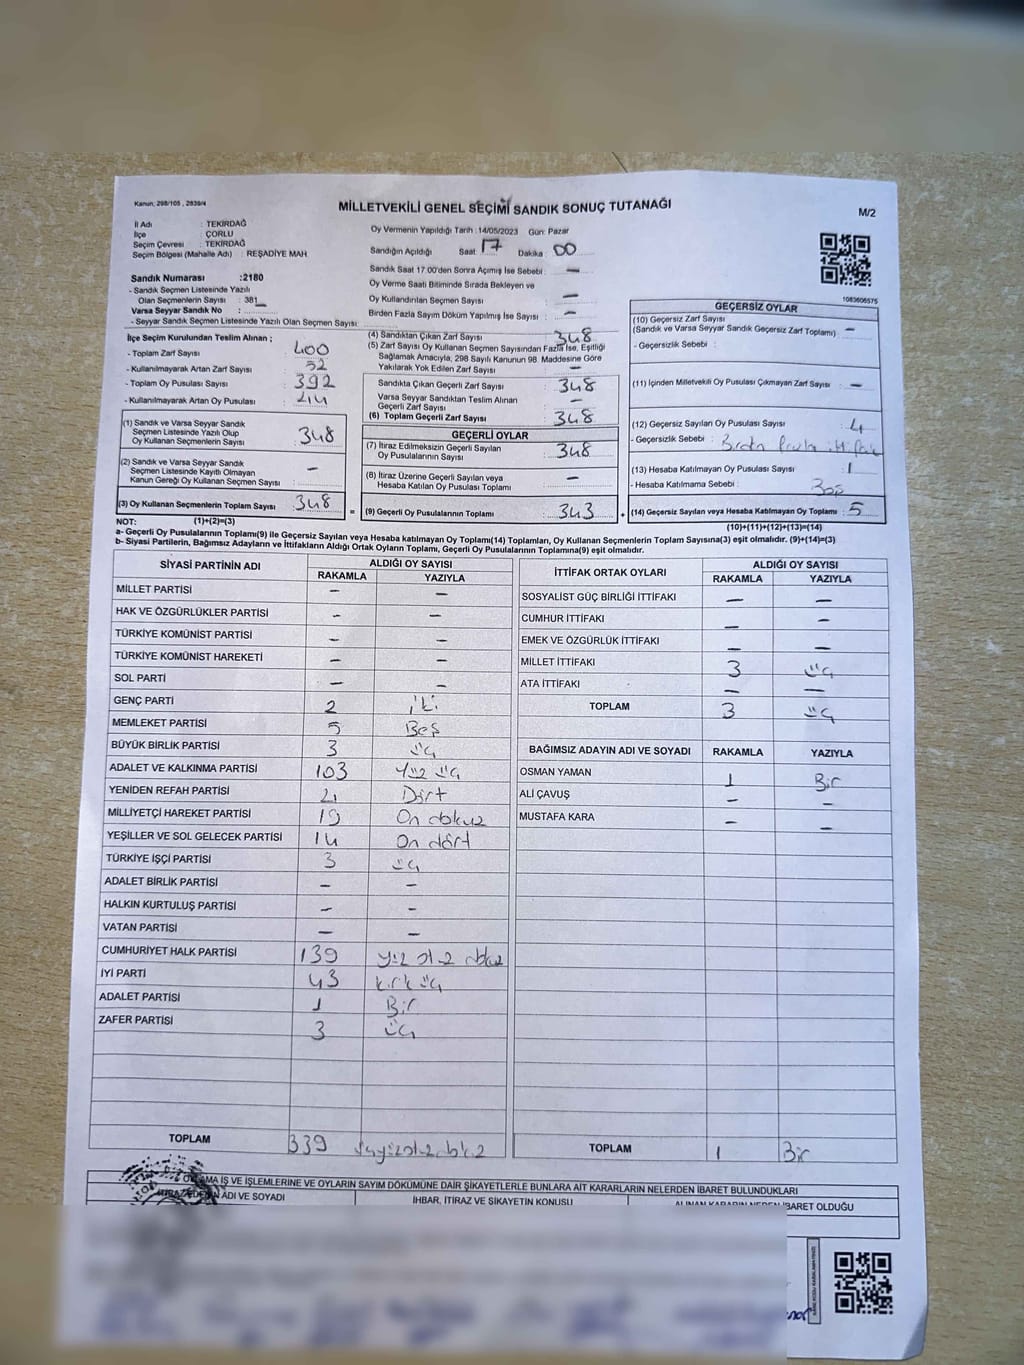 Kanun; 298/105 , 2839/4
MİLLETVEKİLİ GENEL SEÇİMİ SANDIK SONUÇ TUTANAĞI
M/2
İl Adı : TEKİRDAĞ
İlçe : ÇORLU
Seçim Çevresi : TEKİRDAĞ
Seçim Bölgesi (Mahalle Adı) : REŞADİYE MAH
Sandık Numarası :2180
- Sandık Seçmen Listesinde Yazılı
Olan Seçmenlerin Sayısı : 381
Varsa Seyyar Sandık No :
- Seyyar Sandık Seçmen Listesinde Yazılı Olan Seçmen Sayısı:
Oy Vermenin Yapıldığı Tarih :14/05/2023 Gün: Pazar
Sandığın Açıldığı Saat 17 Dakika 00
Sandık Saat 17.00'den Sonra Açımış İse Sebebi : —
Oy Verme Saati Bitiminde Sırada Bekleyen ve
Oy Kullandırılan Seçmen Sayısı : —
Birden Fazla Sayım Döküm Yapılmış İse Sayısı : —
1083606575
İlçe Seçim Kurulundan Teslim Alınan ;
- Toplam Zarf Sayısı : 400
- Kullanılmayarak Artan Zarf Sayısı : 52
- Toplam Oy Pusulası Sayısı : 392
- Kullanılmayarak Artan Oy Pusulası : 44
(1) Sandık ve Varsa Seyyar Sandık
Seçmen Listesinde Yazılı Olup
Oy Kullanan Seçmenlerin Sayısı : 348
(2) Sandık ve Varsa Seyyar Sandık
Seçmen Listesinde Kayıtlı Olmayan
Kanun Gereği Oy Kullanan Seçmen Sayısı : —
(3) Oy Kullanan Seçmenlerin Toplam Sayısı : 348
(4) Sandıktan Çıkan Zarf Sayısı : 348
(5) Zarf Sayısı Oy Kullanan Seçmen Sayısından Fazla İse, Eşitliği
Sağlamak Amacıyla, 298 Sayılı Kanunun 98. Maddesine Göre
Yakılarak Yok Edilen Zarf Sayısı : —
Sandıkta Çıkan Geçerli Zarf Sayısı : 348
Varsa Seyyar Sandıktan Teslim Alınan
Geçerli Zarf Sayısı : —
(6) Toplam Geçerli Zarf Sayısı : 348
GEÇERLİ OYLAR
(7) İtiraz Edilmeksizin Geçerli Sayılan
Oy Pusulalarının Sayısı : 348
(8) İtiraz Üzerine Geçerli Sayılan veya
Hesaba Katılan Oy Pusulası Toplamı : —
= (9) Geçerli Oy Pusulalarının Toplamı : 343
GEÇERSİZ OYLAR
(10) Geçersiz Zarf Sayısı : —
(Sandık ve Varsa Seyyar Sandık Geçersiz Zarf Toplamı)
- Geçersizlik Sebebi :
(11) İçinden Milletvekili Oy Pusulası Çıkmayan Zarf Sayısı : —
(12) Geçersiz Sayılan Oy Pusulası Sayısı : 4
- Geçersizlik Sebebi : Birden fazla ittifak
(13) Hesaba Katılmayan Oy Pusulası Sayısı : 1
- Hesaba Katılmama Sebebi : Boş
+ (14) Geçersiz Sayılan veya Hesaba Katılmayan Oy Toplamı : 5
NOT: (1)+(2)=(3)
(10)+(11)+(12)+(13)=(14)
a- Geçerli Oy Pusulalarının Toplamı(9) ile Geçersiz Sayılan veya Hesaba katılmayan Oy Toplamı(14) Toplamları, Oy Kullanan Seçmenlerin Toplam Sayısına(3) eşit olmalıdır. (9)+(14)=(3)
b- Siyasi Partilerin, Bağımsız Adayların ve İttifakların Aldığı Ortak Oyların Toplamı, Geçerli Oy Pusulalarının Toplamına(9) eşit olmalıdır.
SİYASİ PARTİNİN ADI
ALDIĞI OY SAYISI
RAKAMLA YAZIYLA
MİLLET PARTİSİ — —
HAK VE ÖZGÜRLÜKLER PARTİSİ — —
TÜRKİYE KOMÜNİST PARTİSİ — —
TÜRKİYE KOMÜNİST HAREKETİ — —
SOL PARTİ — —
GENÇ PARTİ 2 iki
MEMLEKET PARTİSİ 5 Beş
BÜYÜK BİRLİK PARTİSİ 3 üç
ADALET VE KALKINMA PARTİSİ 103 Yüz üç
YENİDEN REFAH PARTİSİ 4 Dört
MİLLİYETÇİ HAREKET PARTİSİ 19 On dokuz
YEŞİLLER VE SOL GELECEK PARTİSİ 14 On dört
TÜRKİYE İŞÇİ PARTİSİ 3 üç
ADALET BİRLİK PARTİSİ — —
HALKIN KURTULUŞ PARTİSİ — —
VATAN PARTİSİ — —
CUMHURİYET HALK PARTİSİ 139 yüz otuz dokuz
İYİ PARTİ 43 kırk üç
ADALET PARTİSİ 1 Bir
ZAFER PARTİSİ 3 üç
TOPLAM 339 üçyüzotuzdokuz
İTTİFAK ORTAK OYLARI
ALDIĞI OY SAYISI
RAKAMLA YAZIYLA
SOSYALİST GÜÇ BİRLİĞİ İTTİFAKI — —
CUMHUR İTTİFAKI — —
EMEK VE ÖZGÜRLÜK İTTİFAKI — —
MİLLET İTTİFAKI 3 üç
ATA İTTİFAKI — —
TOPLAM 3 üç
BAĞIMSIZ ADAYIN ADI VE SOYADI RAKAMLA YAZIYLA
OSMAN YAMAN 1 Bir
ALİ ÇAVUŞ — —
MUSTAFA KARA — —
TOPLAM 1 Bir
OYLAMA İŞ VE İŞLEMLERİNE VE OYLARIN SAYIM DÖKÜMÜNE DAİR ŞİKAYETLERLE BUNLARA AİT KARARLARIN NELERDEN İBARET BULUNDUKLARI
ADI VE SOYADI
İHBAR, İTİRAZ VE ŞİKAYETİN KONUSU
İBARET OLDUĞU